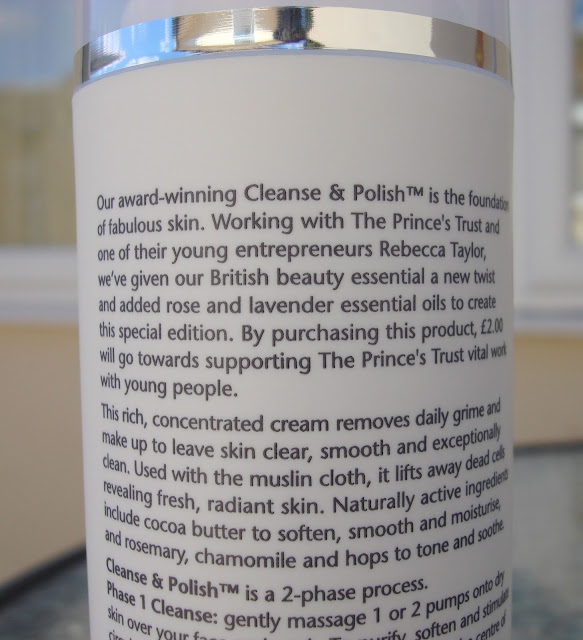 Our award-winning Cleanse & Polish™ is the foundation
of fabulous skin. Working with The Prince's Trust and
one of their young entrepreneurs Rebecca Taylor,
we've given our British beauty essential a new twist
and added rose and lavender essential oils to create
this special edition. By purchasing this product, £2.00
will go towards supporting The Prince's Trust vital work
with young people.
This rich, concentrated cream removes daily grime and
make up to leave skin clear, smooth and exceptionally
clean. Used with the muslin cloth, it lifts away dead cells
revealing fresh, radiant skin. Naturally active ingredients
include cocoa butter to soften, smooth and moisturise,
and rosemary, chamomile and hops to tone and soothe.
Cleanse & Polish™ is a 2-phase process.
Phase 1 Cleanse: gently massage 1 or 2 pumps onto dry
skin over your face soften and stimulate
centre of